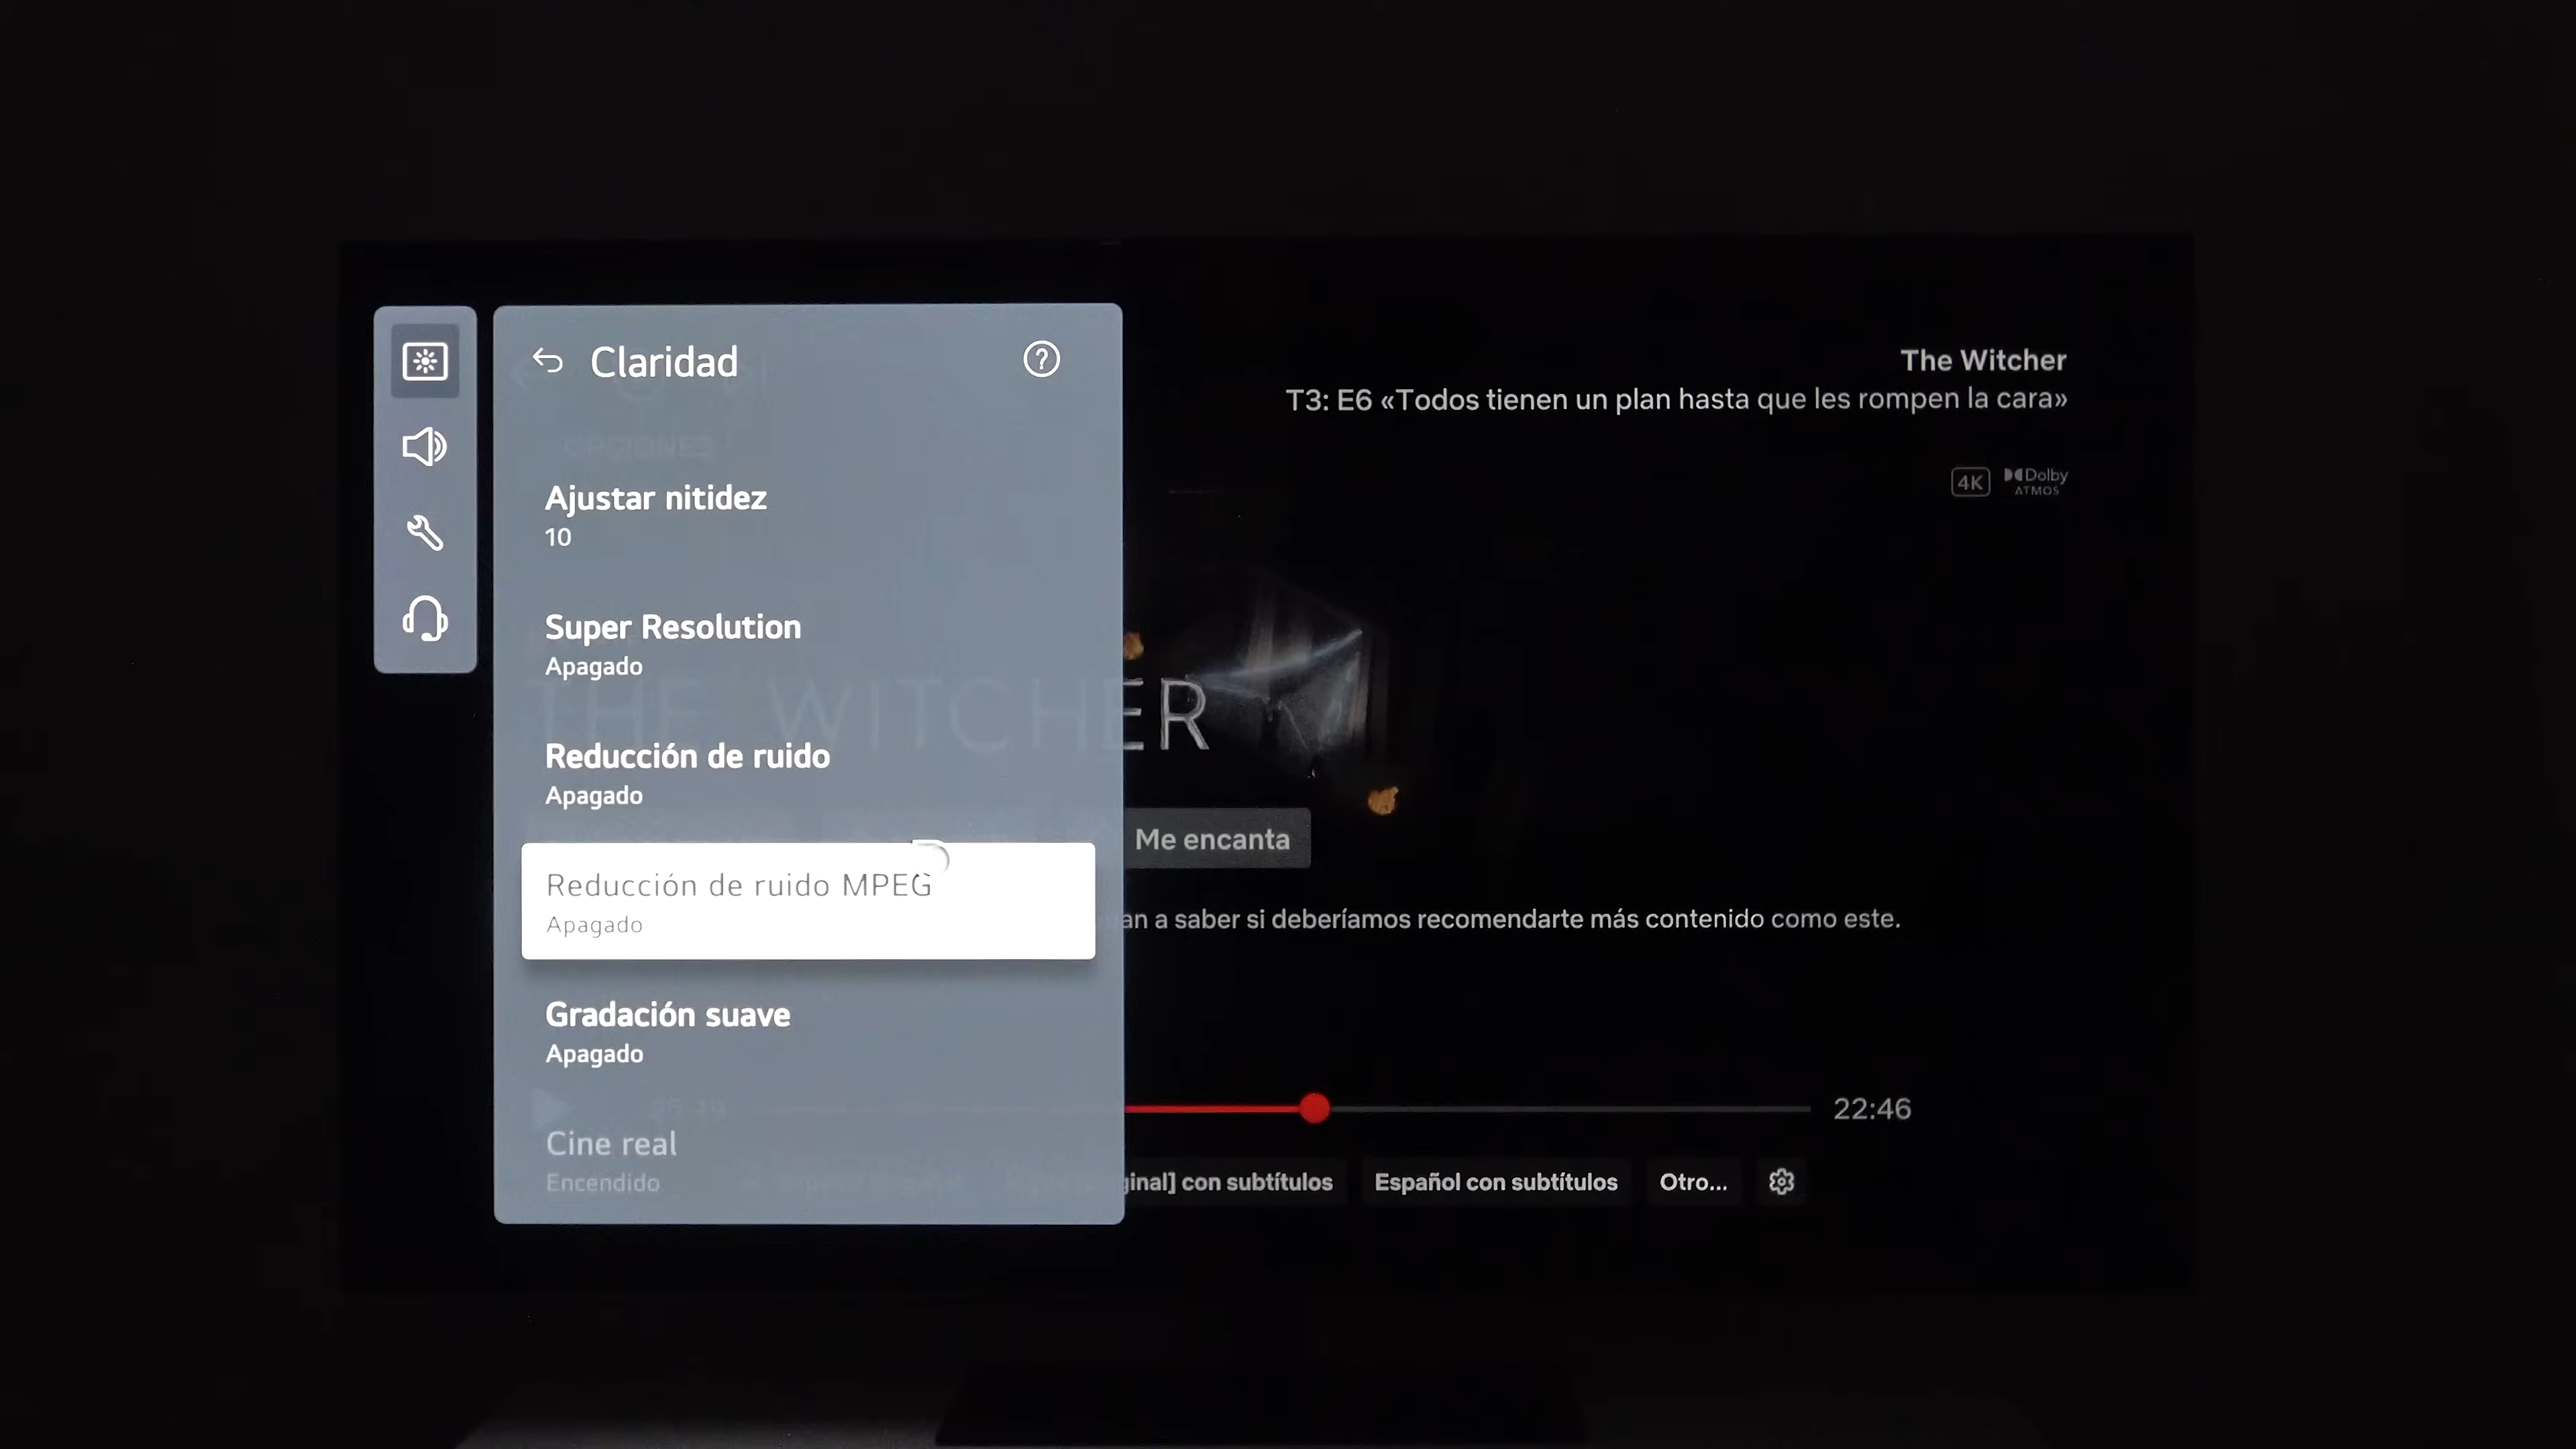 Claridad
?
OPCIONES
Ajustar nitidez
10
Super Resolution
Apagado
THE WITCHER
Reducción de ruido
Apagado
Reducción de ruido MPEG
Apagado
Gradación suave
Apagado
Cine real
Encendido
The Witcher
T3: E6 «Todos tienen un plan hasta que les rompen la cara»
4K
Dolby
ATMOS
Me encanta
a saber si deberíamos recomendarte más contenido como este.
22:46
con subtítulos
Español con subtítulos
Otro...